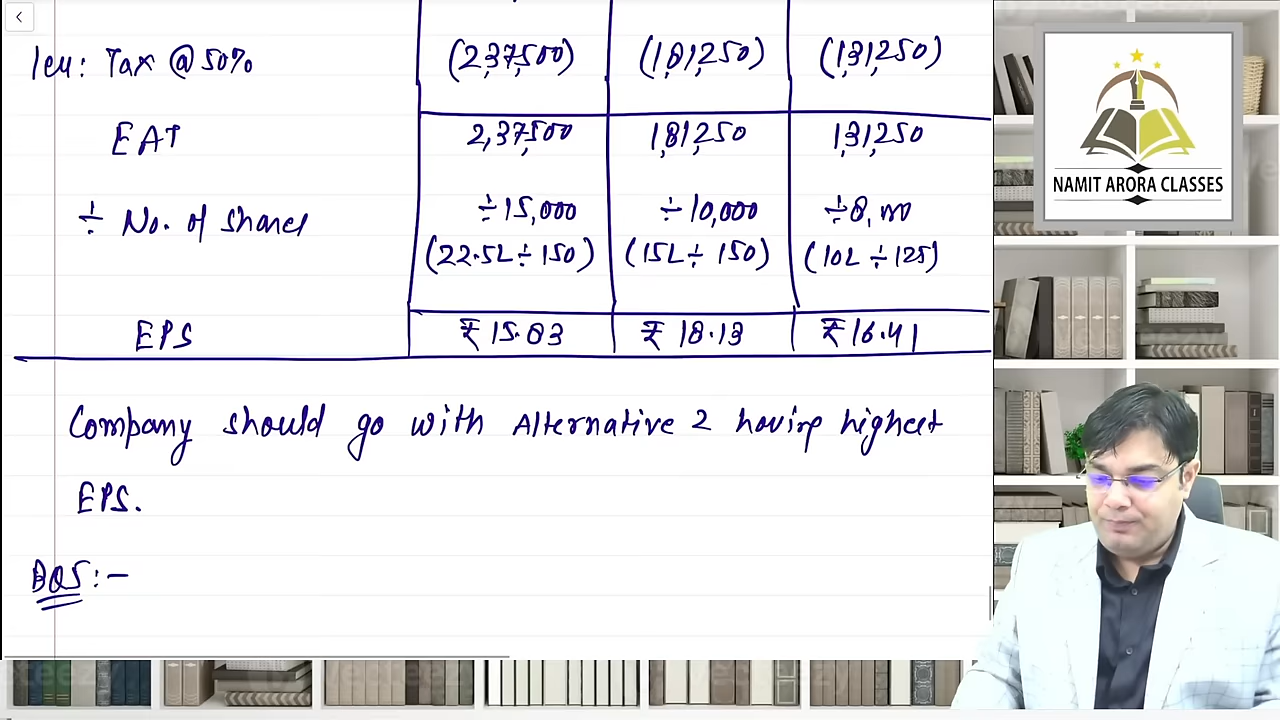 less: Tax @ 50% (2,37,500) (1,81,250) (1,31,250)
EAT 2,37,500 1,81,250 1,31,250
÷ No. of shares ÷15,000 ÷10,000 ÷8,000
(22.5L ÷ 150) (15L ÷ 150) (10L ÷ 125)
EPS ₹ 15.83 ₹ 18.13 ₹ 16.41
Company should go with Alternative 2 having highest
EPS.
NAMIT ARORA CLASSES